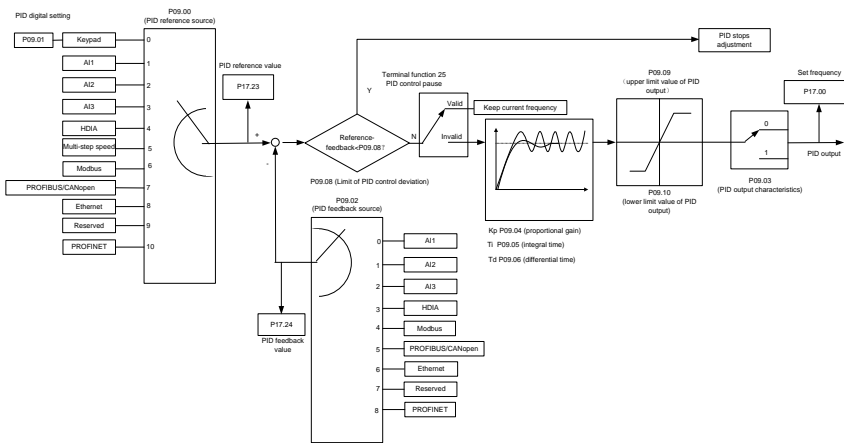 PID digital setting
P09.00
(PID reference source)
P09.01
Keypad
0
AI1
1
AI2
2
AI3
3
HDIA
4
Multi-step speed
5
Modbus
6
PROFIBUS/CANopen
7
Ethernet
8
Reserved
9
PROFINET
10
PID reference value
P17.23
+
-
Y
Reference-
feedback<P09.08?
N
P09.08 (Limit of PID control deviation)
Terminal function 25
PID control pause
Valid
Invalid
Keep current frequency
PID stops
adjustment
Kp P09.04 (proportional gain)
Ti P09.05 (integral time)
Td P09.06 (differential time)
P09.09
(upper limit value of PID
output)
P09.10
(lower limit value of PID
output)
Set frequency
P17.00
0
1
PID output
P09.03
(PID output characteristics)
P09.02
(PID feedback source)
0
AI1
1
AI2
2
AI3
3
HDIA
4
Modbus
5
PROFIBUS/CANopen
6
Ethernet
7
Reserved
8
PROFINET
P17.24
PID feedback
value